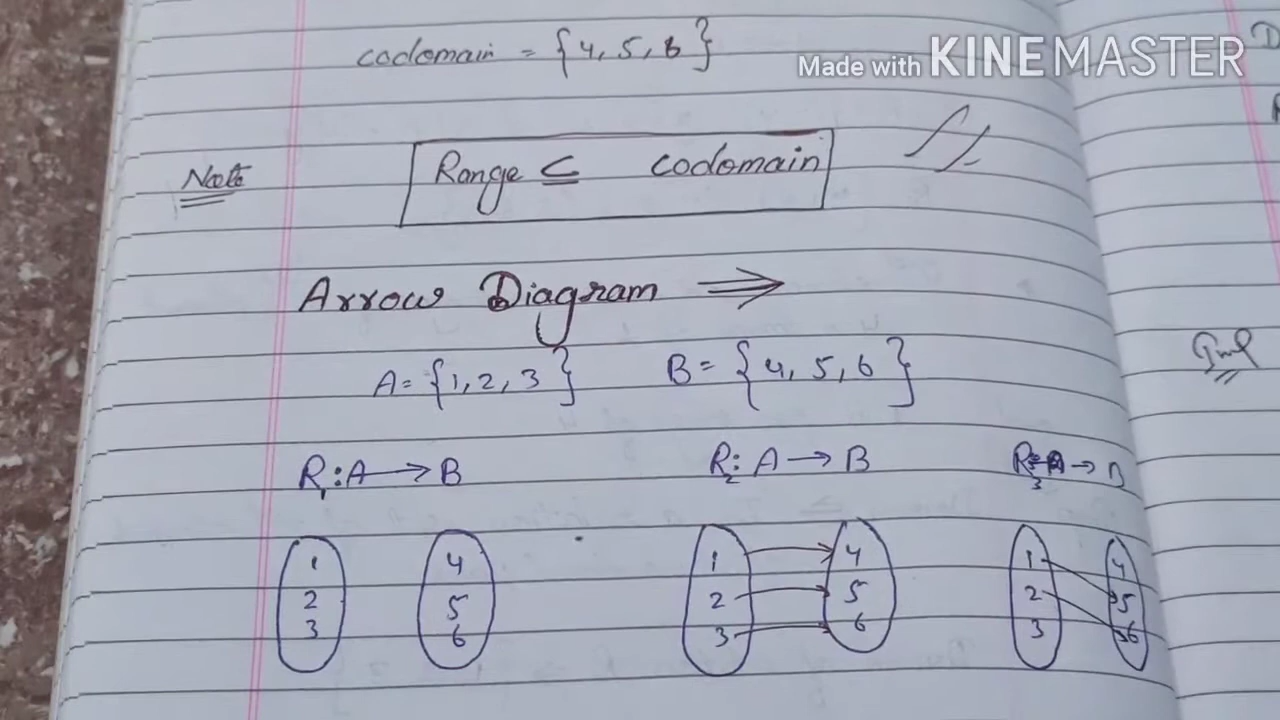 codomain = {4, 5, 6}
Made with KINEMASTER
Note
Range ⊆ codomain
Arrow Diagram ⇒
A = {1, 2, 3} B = {4, 5, 6}
R₁ : A → B R₂ : A → B R₃ : A → B
1 4 1 4 1 4
2 5 2 5 2 5
3 6 3 6 3 6